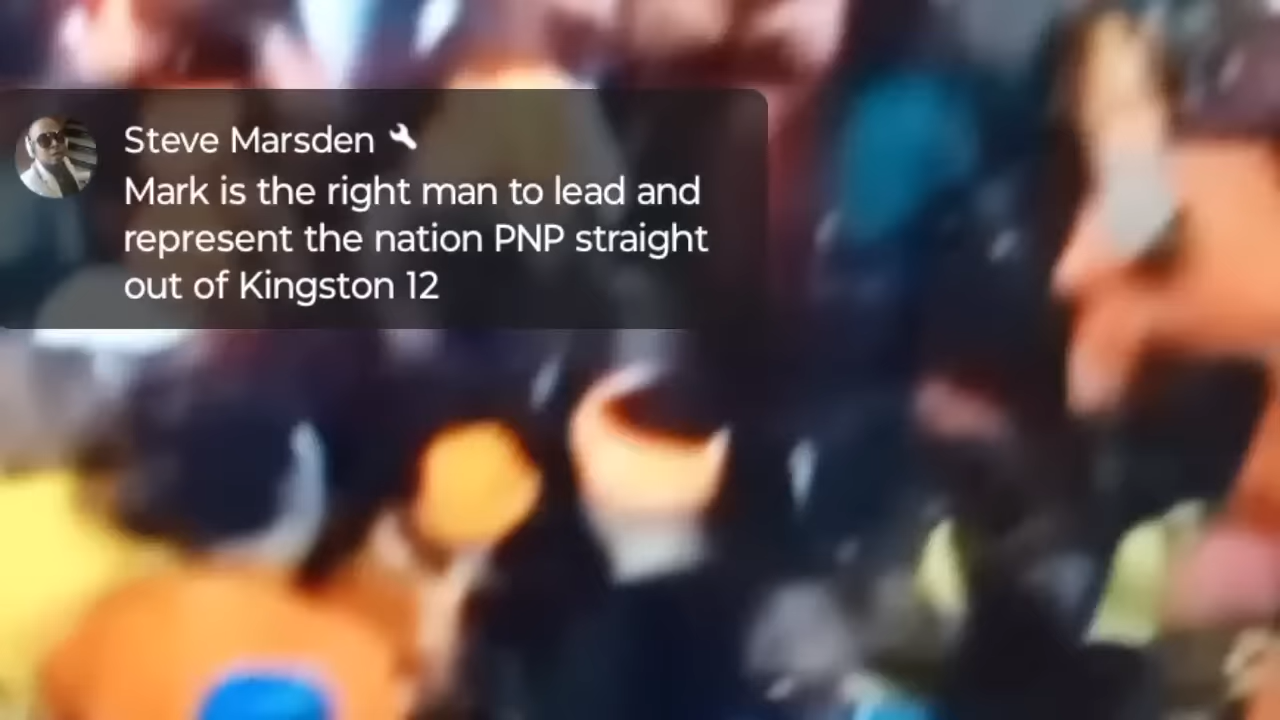 Steve Marsden
Mark is the right man to lead and
represent the nation PNP straight
out of Kingston 12